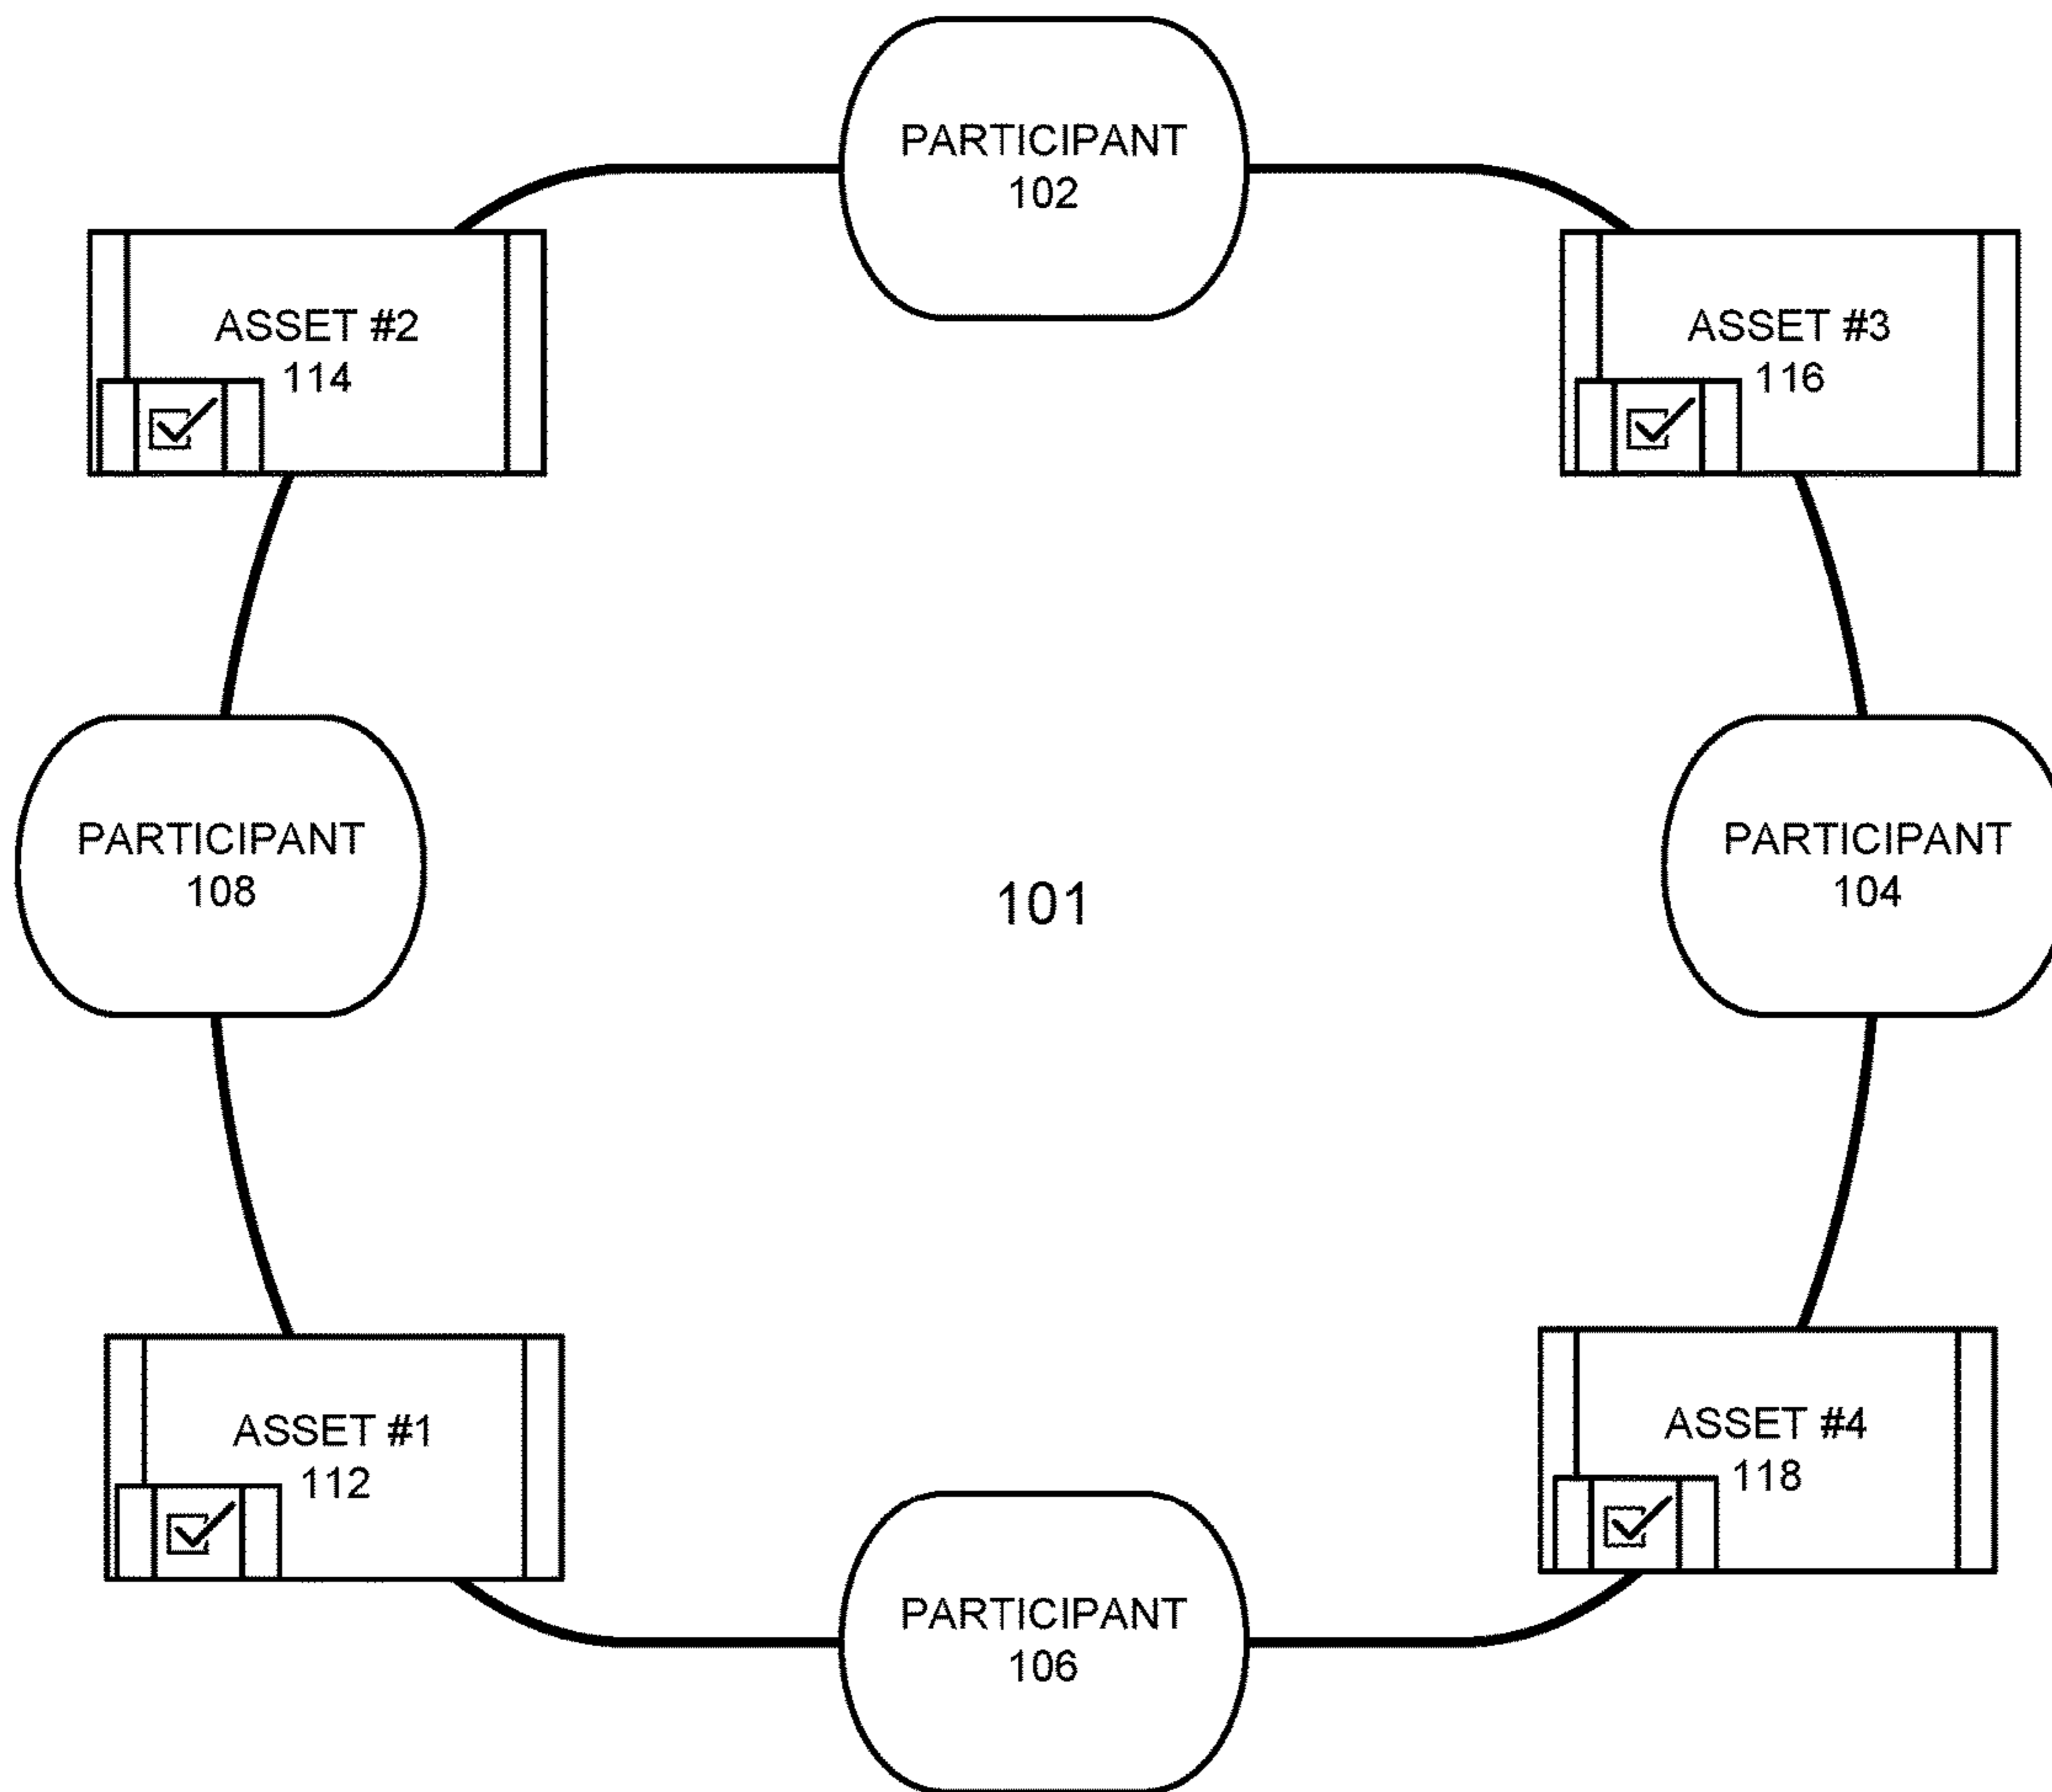 PARTICIPANT
102
ASSET #2
114
ASSET #3
116
PARTICIPANT
108
101
PARTICIPANT
104
ASSET #1
112
ASSET #4
118
PARTICIPANT
106